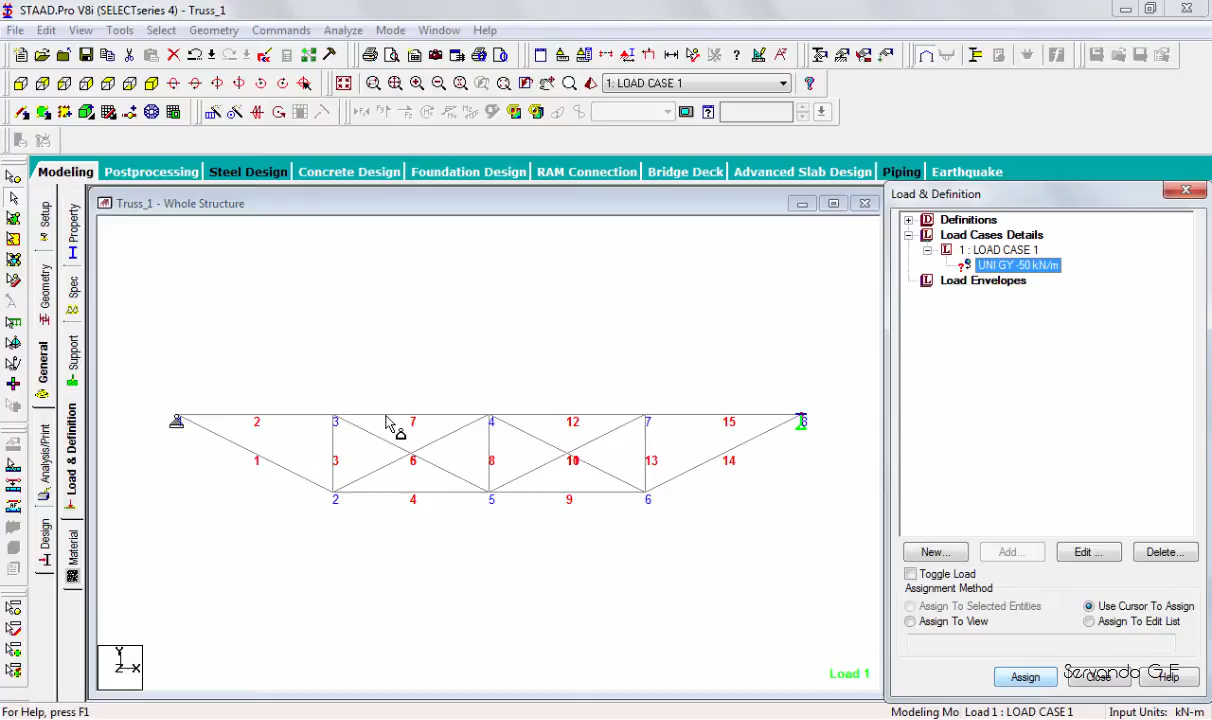 STAAD.Pro V8i (SELECTseries 4) - Truss_1
File Edit View Tools Select Geometry Commands Analyze Mode Window Help
1: LOAD CASE 1
Modeling Postprocessing Steel Design Concrete Design Foundation Design RAM Connection Bridge Deck Advanced Slab Design Piping Earthquake
Setup
Geometry
General
Analysis/Print
Design
Property
Spec
Support
Load & Definition
Material
Truss_1 - Whole Structure
2 3 7 4 12 7 15 8
1 3 6 8 13 14
2 4 5 9 6
Y
Z X
Load 1
Load & Definition
Definitions
Load Cases Details
1 : LOAD CASE 1
UNI GY -50 kN/m
Load Envelopes
New... Add... Edit ... Delete...
Toggle Load
Assignment Method
Assign To Selected Entities Use Cursor To Assign
Assign To View Assign To Edit List
Assign Close Help
Servando G.E
For Help, press F1 Modeling Mo Load 1 : LOAD CASE 1 Input Units: kN-m